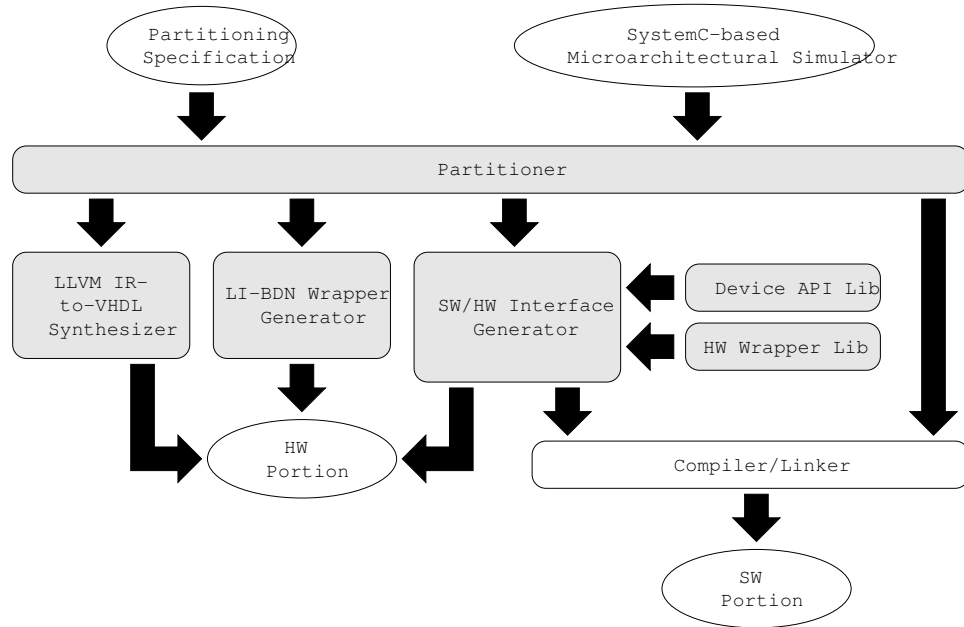 Partitioning
Specification
SystemC-based
Microarchitectural Simulator
Partitioner
LLVM IR-
to-VHDL
Synthesizer
LI-BDN Wrapper
Generator
SW/HW Interface
Generator
Device API Lib
HW Wrapper Lib
HW
Portion
Compiler/Linker
SW
Portion